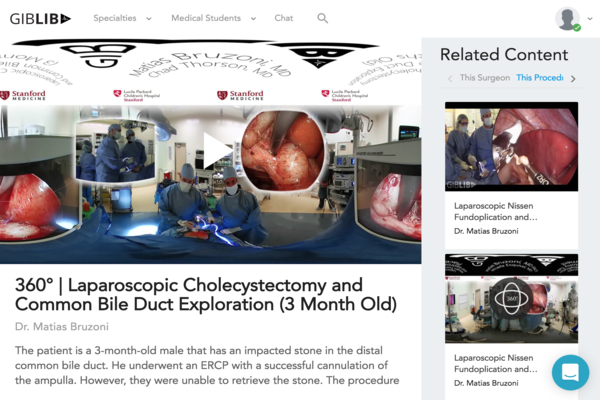 GIBLIB
Specialties
Medical Students
Chat
Matias Bruzoni, MD
Chad Thorson, MD
Stanford
MEDICINE
Lucile Packard
Children's Hospital
Stanford
Stanford
MEDICINE
Lucile Packard
Children's Hospital
Stanford
360° | Laparoscopic Cholecystectomy and
Common Bile Duct Exploration (3 Month Old)
Dr. Matias Bruzoni
The patient is a 3-month-old male that has an impacted stone in the distal
common bile duct. He underwent an ERCP with a successful cannulation of
the ampulla. However, they were unable to retrieve the stone. The procedure
Related Content
This Surgeon
This Procedu
GIBLIB
Laparoscopic Nissen
Fundoplication and...
Dr. Matias Bruzoni
360°
Laparoscopic Nissen
Fundoplication and...
Dr. Matias Bruzoni